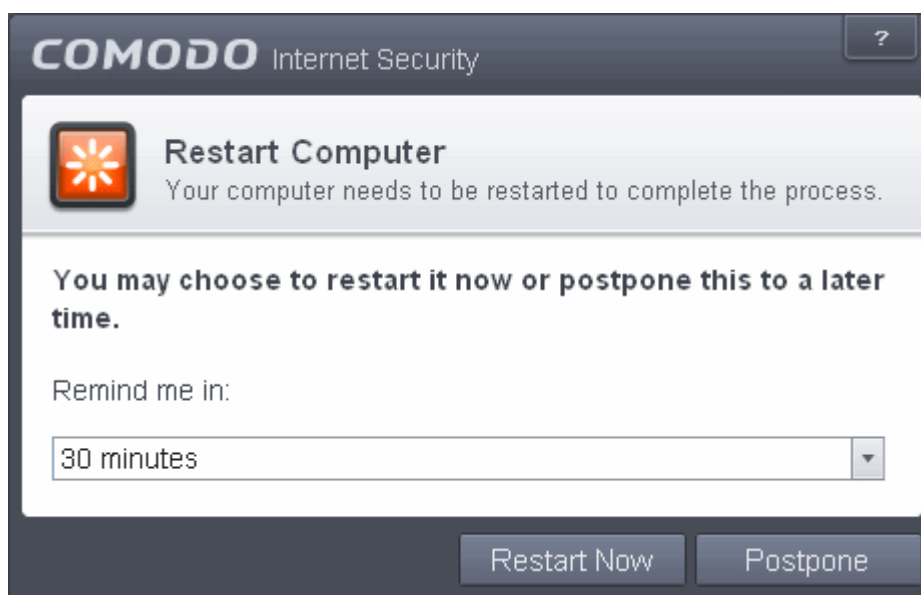 COMODO Internet Security
?
Restart Computer
Your computer needs to be restarted to complete the process.
You may choose to restart it now or postpone this to a later
time.
Remind me in:
30 minutes
Restart Now
Postpone